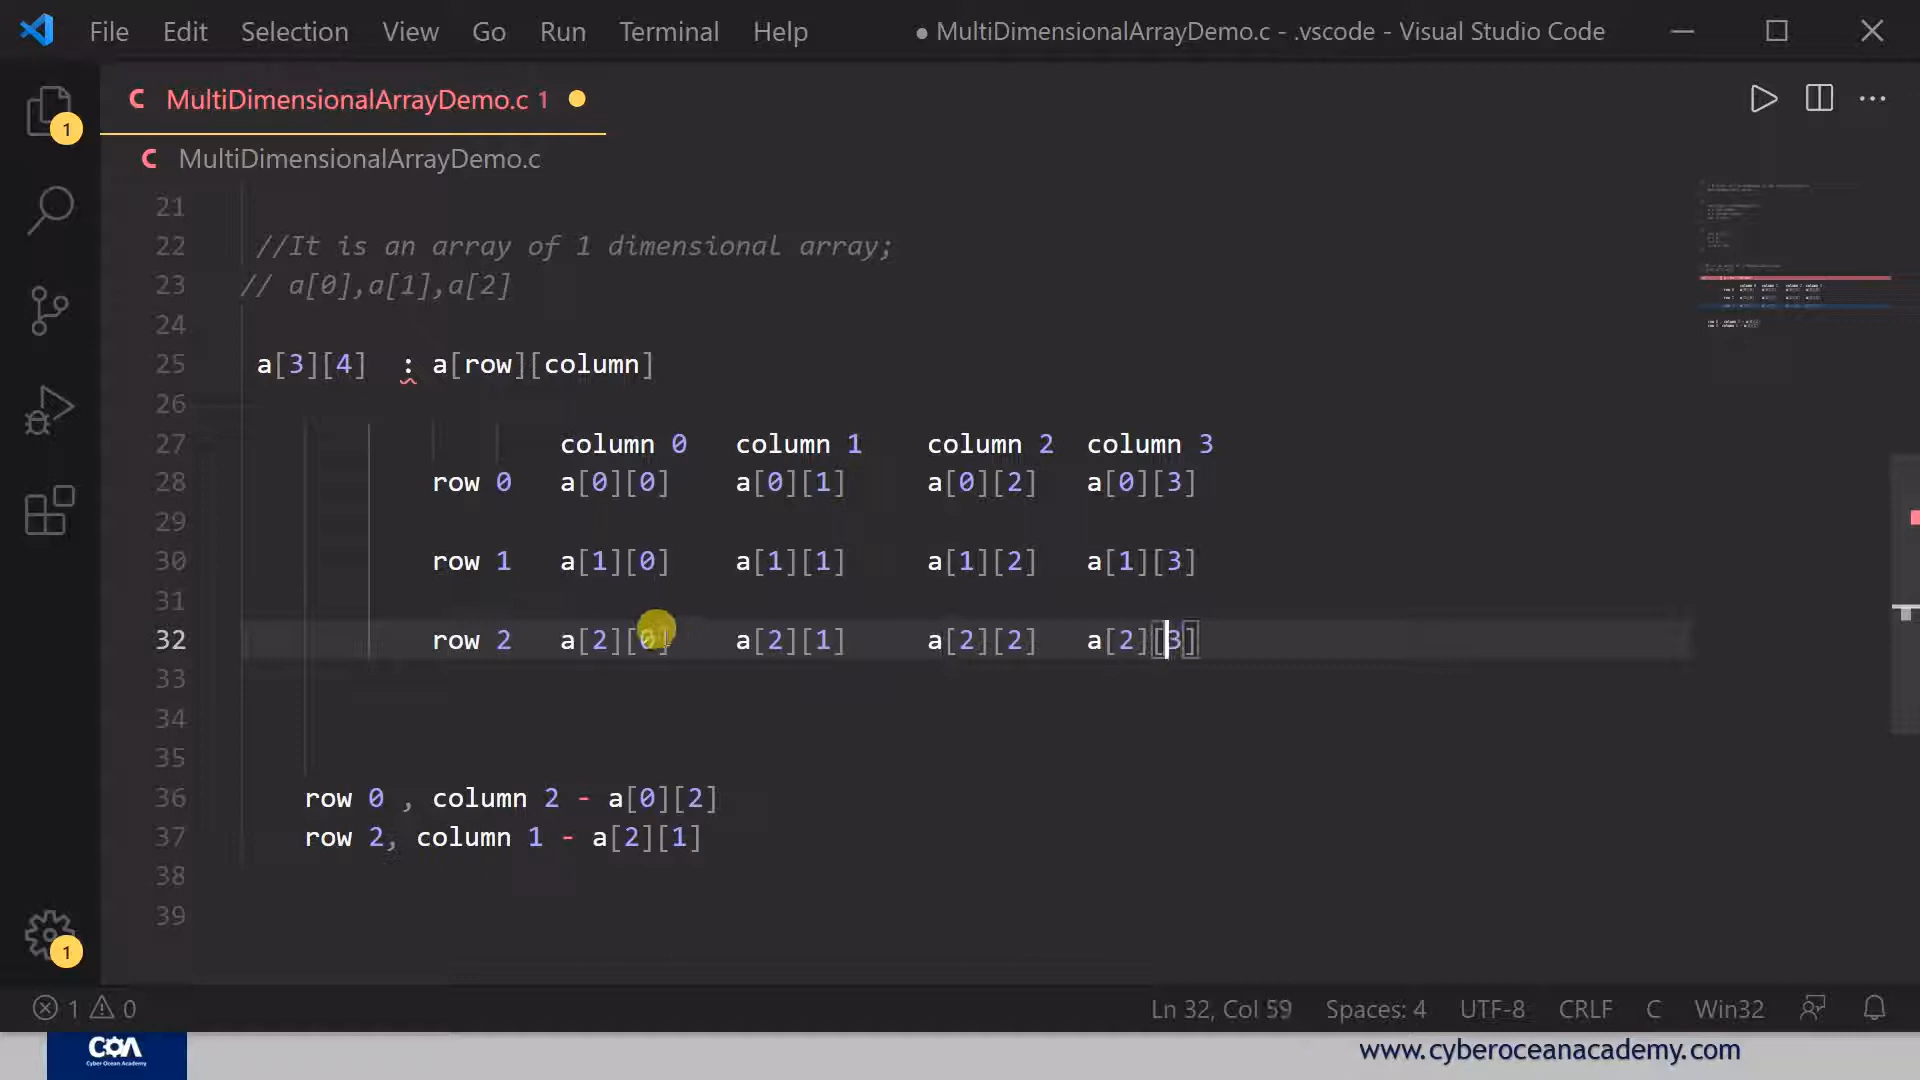 File Edit Selection View Go Run Terminal Help ● MultiDimensionalArrayDemo.c - .vscode - Visual Studio Code
C MultiDimensionalArrayDemo.c 1
1
C MultiDimensionalArrayDemo.c
21
22 //It is an array of 1 dimensional array;
23 // a[0],a[1],a[2]
24
25 a[3][4] : a[row][column]
26
27 column 0 column 1 column 2 column 3
28 row 0 a[0][0] a[0][1] a[0][2] a[0][3]
29
30 row 1 a[1][0] a[1][1] a[1][2] a[1][3]
31
32 row 2 a[2][0] a[2][1] a[2][2] a[2][3]
33
34
35
36 row 0 , column 2 - a[0][2]
37 row 2, column 1 - a[2][1]
38
39
1
1 0 Ln 32, Col 59 Spaces: 4 UTF-8 CRLF C Win32
COA
Cyber Ocean Academy
www.cyberoceanacademy.com